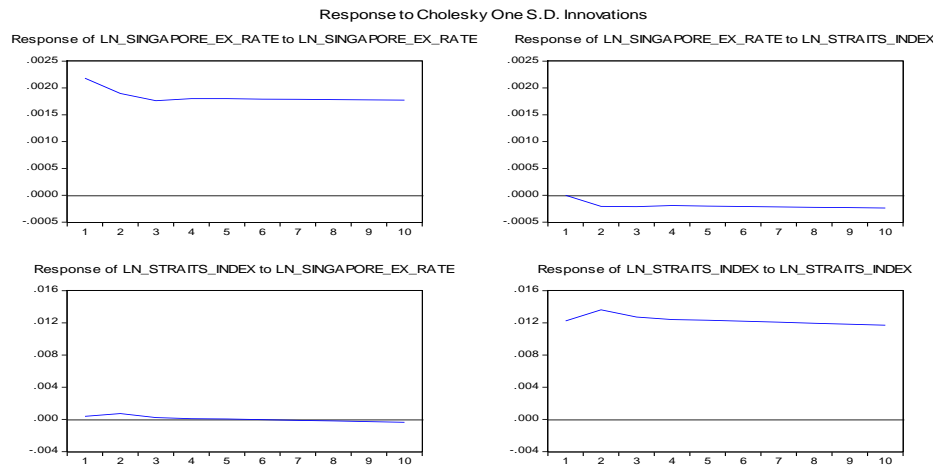 Response to Cholesky One S.D. Innovations
Response of LN_SINGAPORE_EX_RATE to LN_SINGAPORE_EX_RATE
.0025
.0020
.0015
.0010
.0005
.0000
-.0005
1 2 3 4 5 6 7 8 9 10
Response of LN_SINGAPORE_EX_RATE to LN_STRAITS_INDEX
.0025
.0020
.0015
.0010
.0005
.0000
-.0005
1 2 3 4 5 6 7 8 9 10
Response of LN_STRAITS_INDEX to LN_SINGAPORE_EX_RATE
.016
.012
.008
.004
.000
-.004
1 2 3 4 5 6 7 8 9 10
Response of LN_STRAITS_INDEX to LN_STRAITS_INDEX
.016
.012
.008
.004
.000
-.004
1 2 3 4 5 6 7 8 9 10